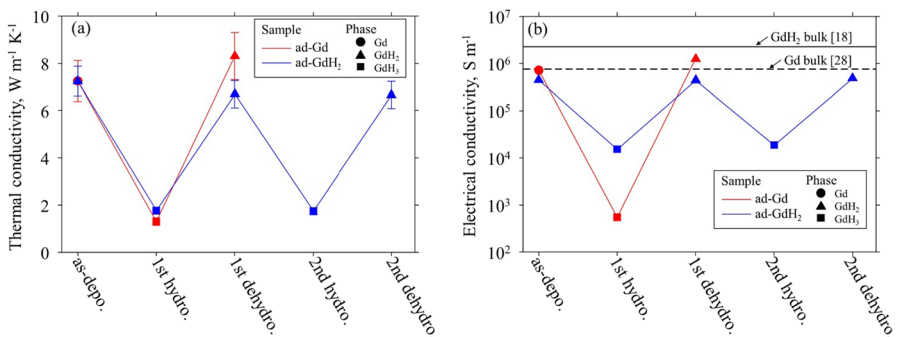 (a)
Thermal conductivity, W m⁻¹ K⁻¹
10
8
6
4
2
0
Sample Phase
ad-Gd Gd
ad-GdH₂ GdH₂
GdH₃
as-depo.
1st hydro.
1st dehydro.
2nd hydro.
2nd dehydro
(b)
Electrical conductivity, S m⁻¹
10⁷
10⁶
10⁵
10⁴
10³
10²
GdH₂ bulk [18]
Gd bulk [28]
Sample Phase
ad-Gd Gd
ad-GdH₂ GdH₂
GdH₃
as-depo.
1st hydro.
1st dehydro.
2nd hydro.
2nd dehydro